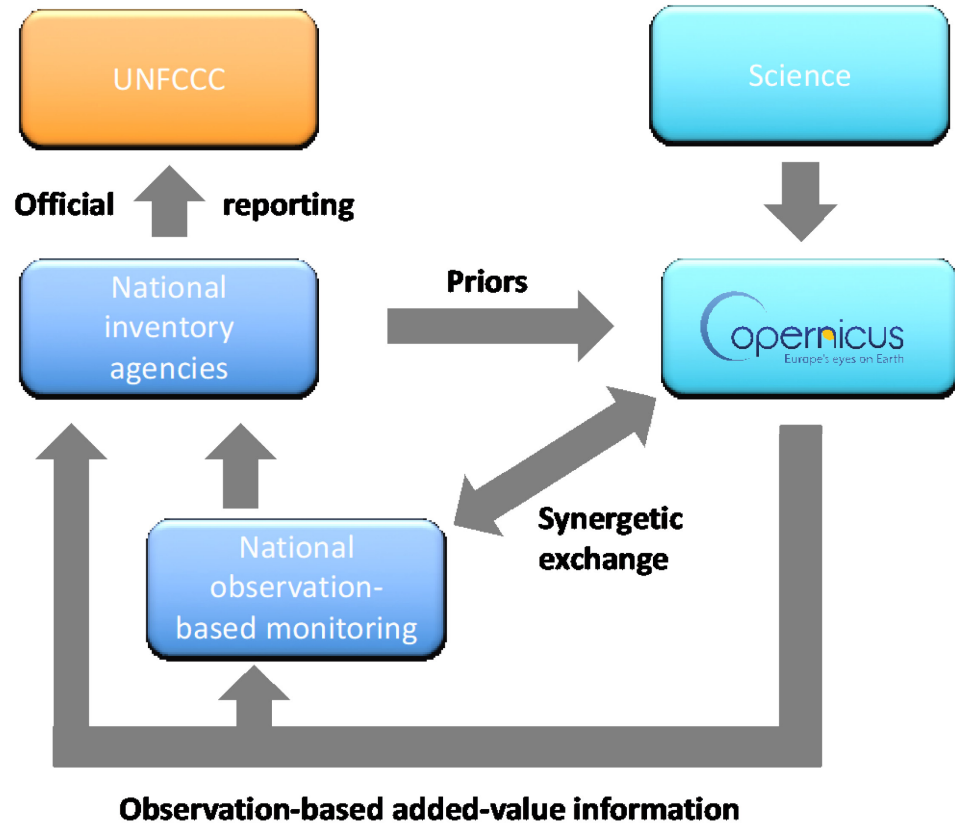 UNFCCC
Science
Official reporting
National
inventory
agencies
Priors
Copernicus
Europe's eyes on Earth
Synergetic
exchange
National
observation-
based monitoring
Observation-based added-value information